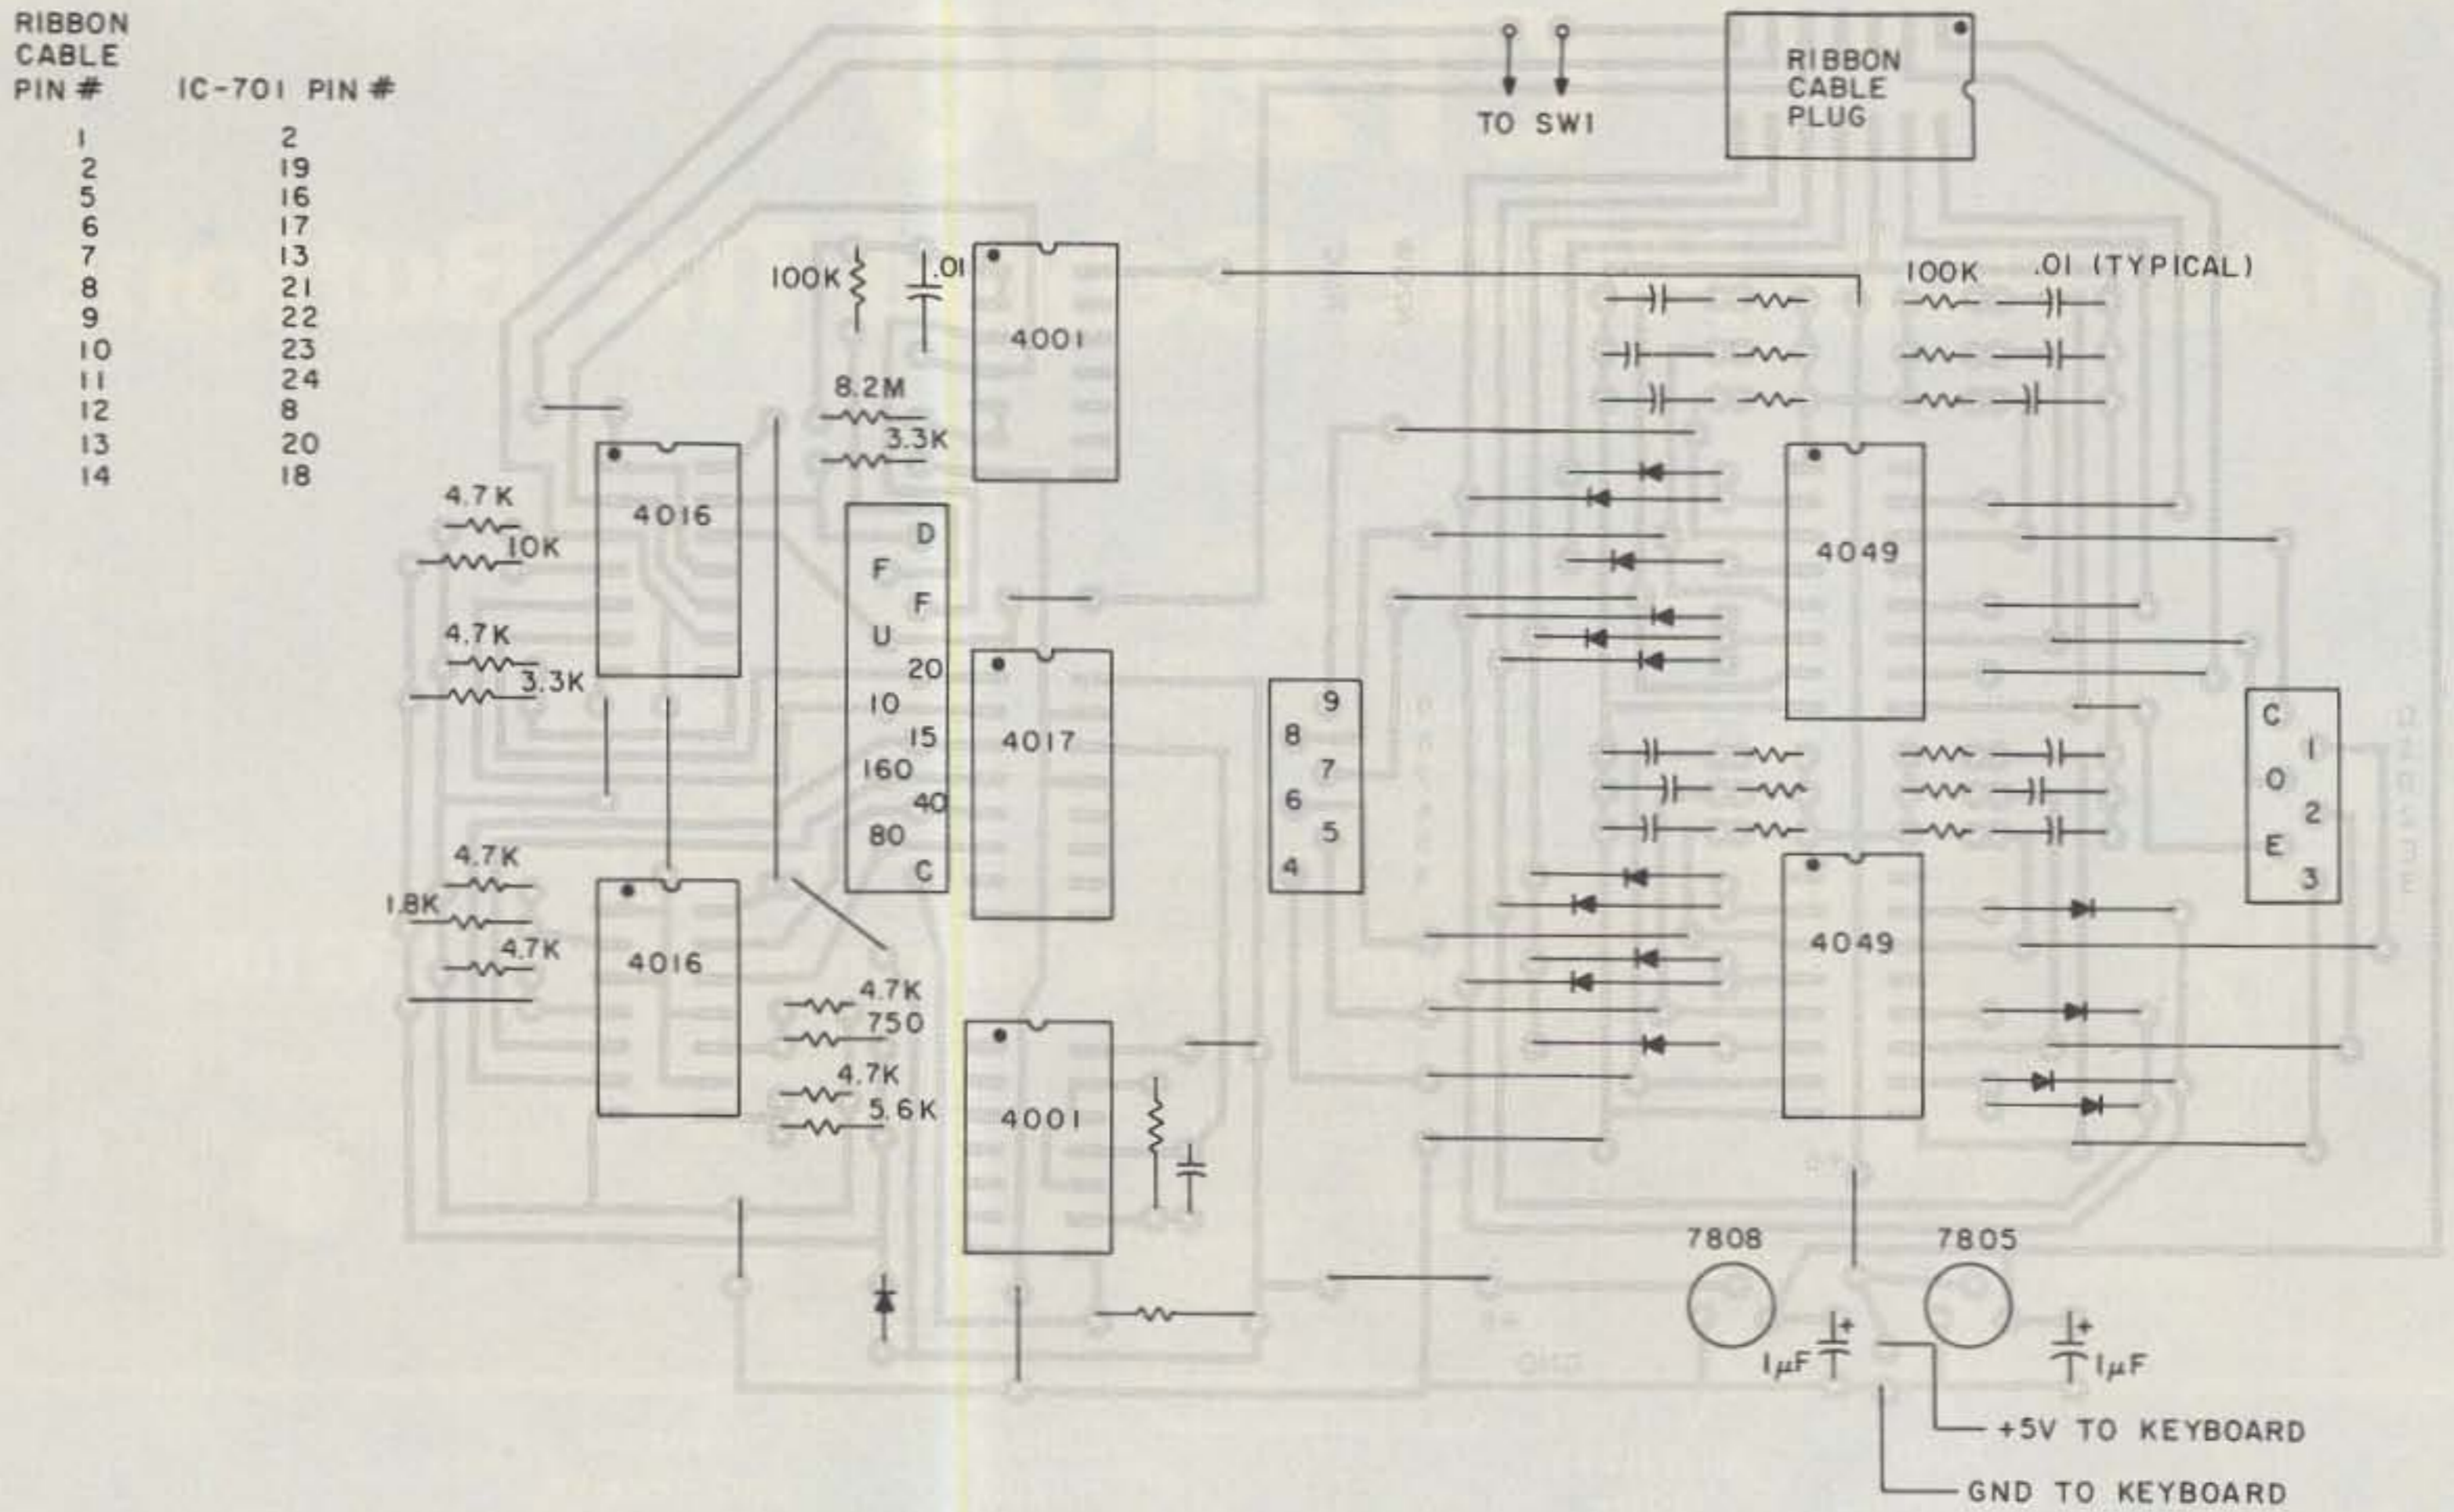 RIBBON
CABLE
PIN # IC-701 PIN #
1 2
2 19
5 16
6 17
7 13
8 21
9 22
10 23
11 24
12 8
13 20
14 18
TO SW1
RIBBON
CABLE
PLUG
100K
.01
4001
100K
.01 (TYPICAL)
8.2M
3.3K
4.7K
10K
4016
4.7K
3.3K
D
F
F
U
20
10
15
160
40
80
C
4017
9
8
7
6
5
4
4049
C
1
O
2
E
3
4.7K
1.8K
4.7K
4016
4.7K
750
4.7K
5.6K
4001
4049
7808
7805
1µF
+
+
1µF
+5V TO KEYBOARD
GND TO KEYBOARD